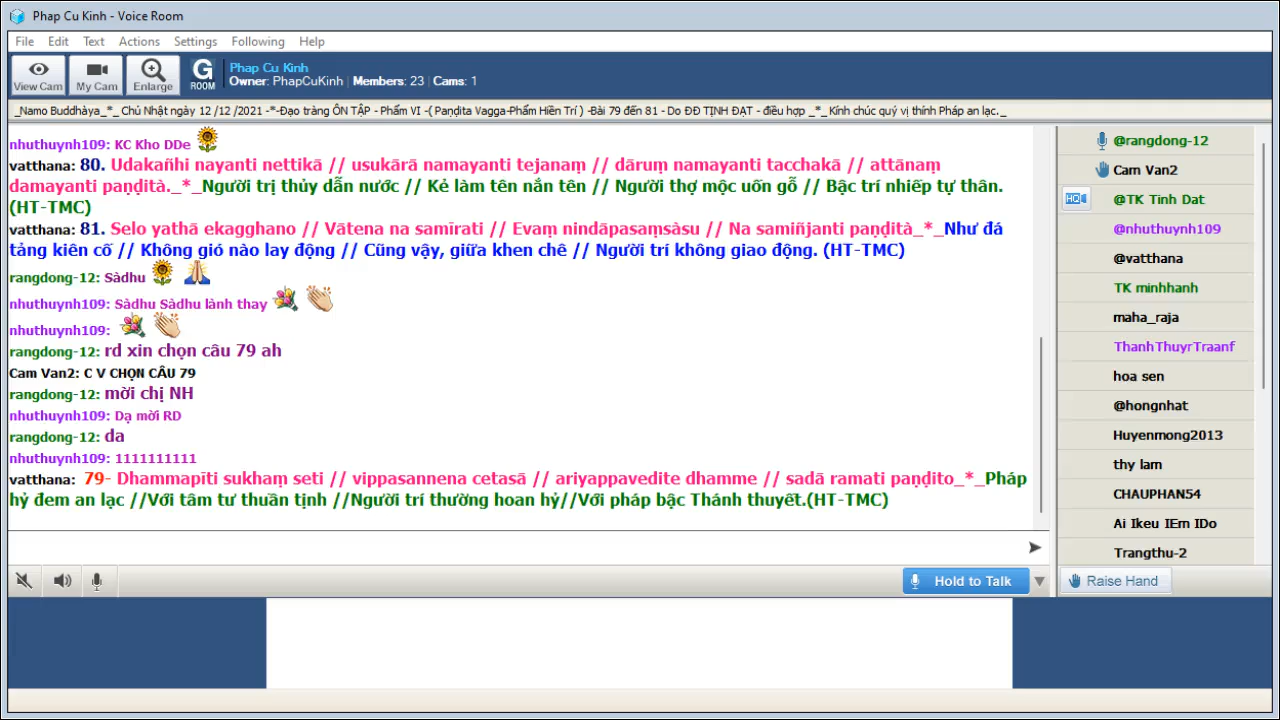 Phap Cu Kinh - Voice Room
File Edit Text Actions Settings Following Help
View Cam My Cam Enlarge G ROOM
Phap Cu Kinh
Owner: PhapCuKinh Members: 23 Cams: 1
_Namo Buddhàya_*_ Chủ Nhật ngày 12 /12 /2021 -*-Đạo tràng ÔN TẬP - Phẩm VI -( Paṇḍita Vagga-Phẩm Hiền Trí ) -Bài 79 đến 81 - Do ĐĐ TỊNH ĐẠT - điều hợp _*_Kính chúc quý vị thính Pháp an lạc._
nhuthuynh109: KC Kho DDe
vatthana: 80. Udakañhi nayanti nettikā // usukārā namayanti tejanaṃ // dāruṃ namayanti tacchakā // attānaṃ
damayanti paṇḍitā._*_Người trị thủy dẫn nước // Kẻ làm tên nắn tên // Người thợ mộc uốn gỗ // Bậc trí nhiếp tự thân.
(HT-TMC)
vatthana: 81. Selo yathā ekagghano // Vātena na samīrati // Evaṃ nindāpasaṃsàsu // Na samiñjanti paṇḍità_*_Như đá
tảng kiên cố // Không gió nào lay động // Cũng vậy, giữa khen chê // Người trí không giao động. (HT-TMC)
rangdong-12: Sàdhu
nhuthuynh109: Sàdhu Sàdhu lành thay
nhuthuynh109:
rangdong-12: rd xin chọn câu 79 ah
Cam Van2: C V CHỌN CÂU 79
rangdong-12: mời chị NH
nhuthuynh109: Dạ mời RD
rangdong-12: da
nhuthuynh109: 1111111111
vatthana: 79- Dhammapīti sukhaṃ seti // vippasannena cetasā // ariyappavedite dhamme // sadā ramati paṇḍito_*_Pháp
hỷ đem an lạc //Với tâm tư thuần tịnh //Người trí thường hoan hỷ//Với pháp bậc Thánh thuyết.(HT-TMC)
Hold to Talk
@rangdong-12
Cam Van2
HQ @TK Tinh Dat
@nhuthuynh109
@vatthana
TK minhhanh
maha_raja
ThanhThuyrTraanf
hoa sen
@hongnhat
Huyenmong2013
thy lam
CHAUPHAN54
Ai Ikeu IEm IDo
Trangthu-2
Raise Hand